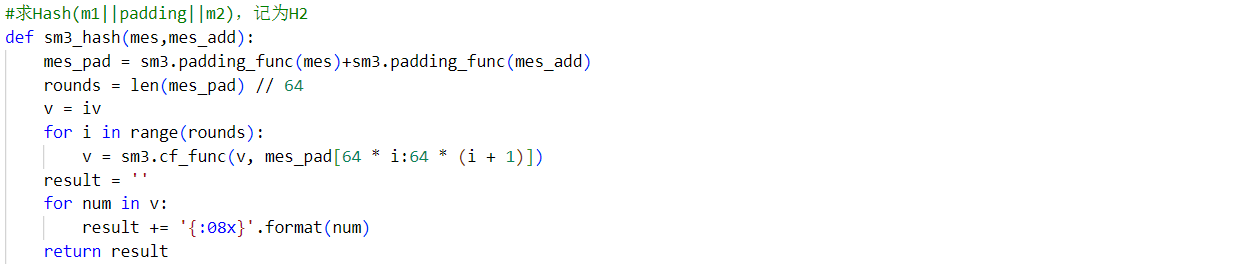 #求Hash(m1||padding||m2)，记为H2
def sm3_hash(mes,mes_add):
    mes_pad = sm3.padding_func(mes)+sm3.padding_func(mes_add)
    rounds = len(mes_pad) // 64
    v = iv
    for i in range(rounds):
        v = sm3.cf_func(v, mes_pad[64 * i:64 * (i + 1)])
    result = ''
    for num in v:
        result += '{:08x}'.format(num)
    return result